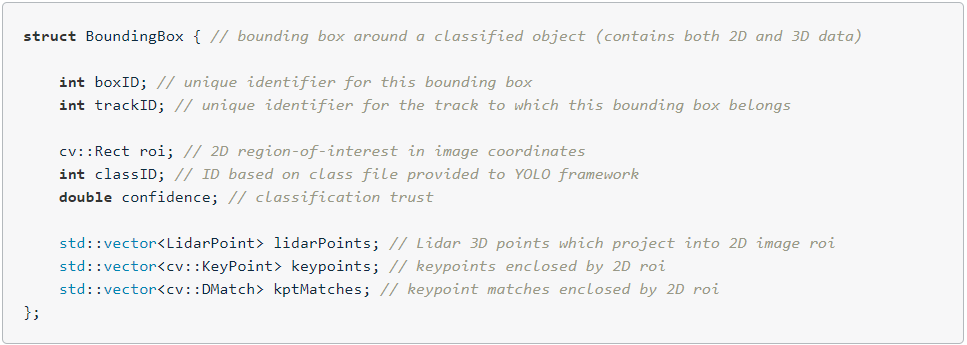 struct BoundingBox { // bounding box around a classified object (contains both 2D and 3D data)
int boxID; // unique identifier for this bounding box
int trackID; // unique identifier for the track to which this bounding box belongs
cv::Rect roi; // 2D region-of-interest in image coordinates
int classID; // ID based on class file provided to YOLO framework
double confidence; // classification trust
std::vector<LidarPoint> lidarPoints; // Lidar 3D points which project into 2D image roi
std::vector<cv::KeyPoint> keypoints; // keypoints enclosed by 2D roi
std::vector<cv::DMatch> kptMatches; // keypoint matches enclosed by 2D roi
};